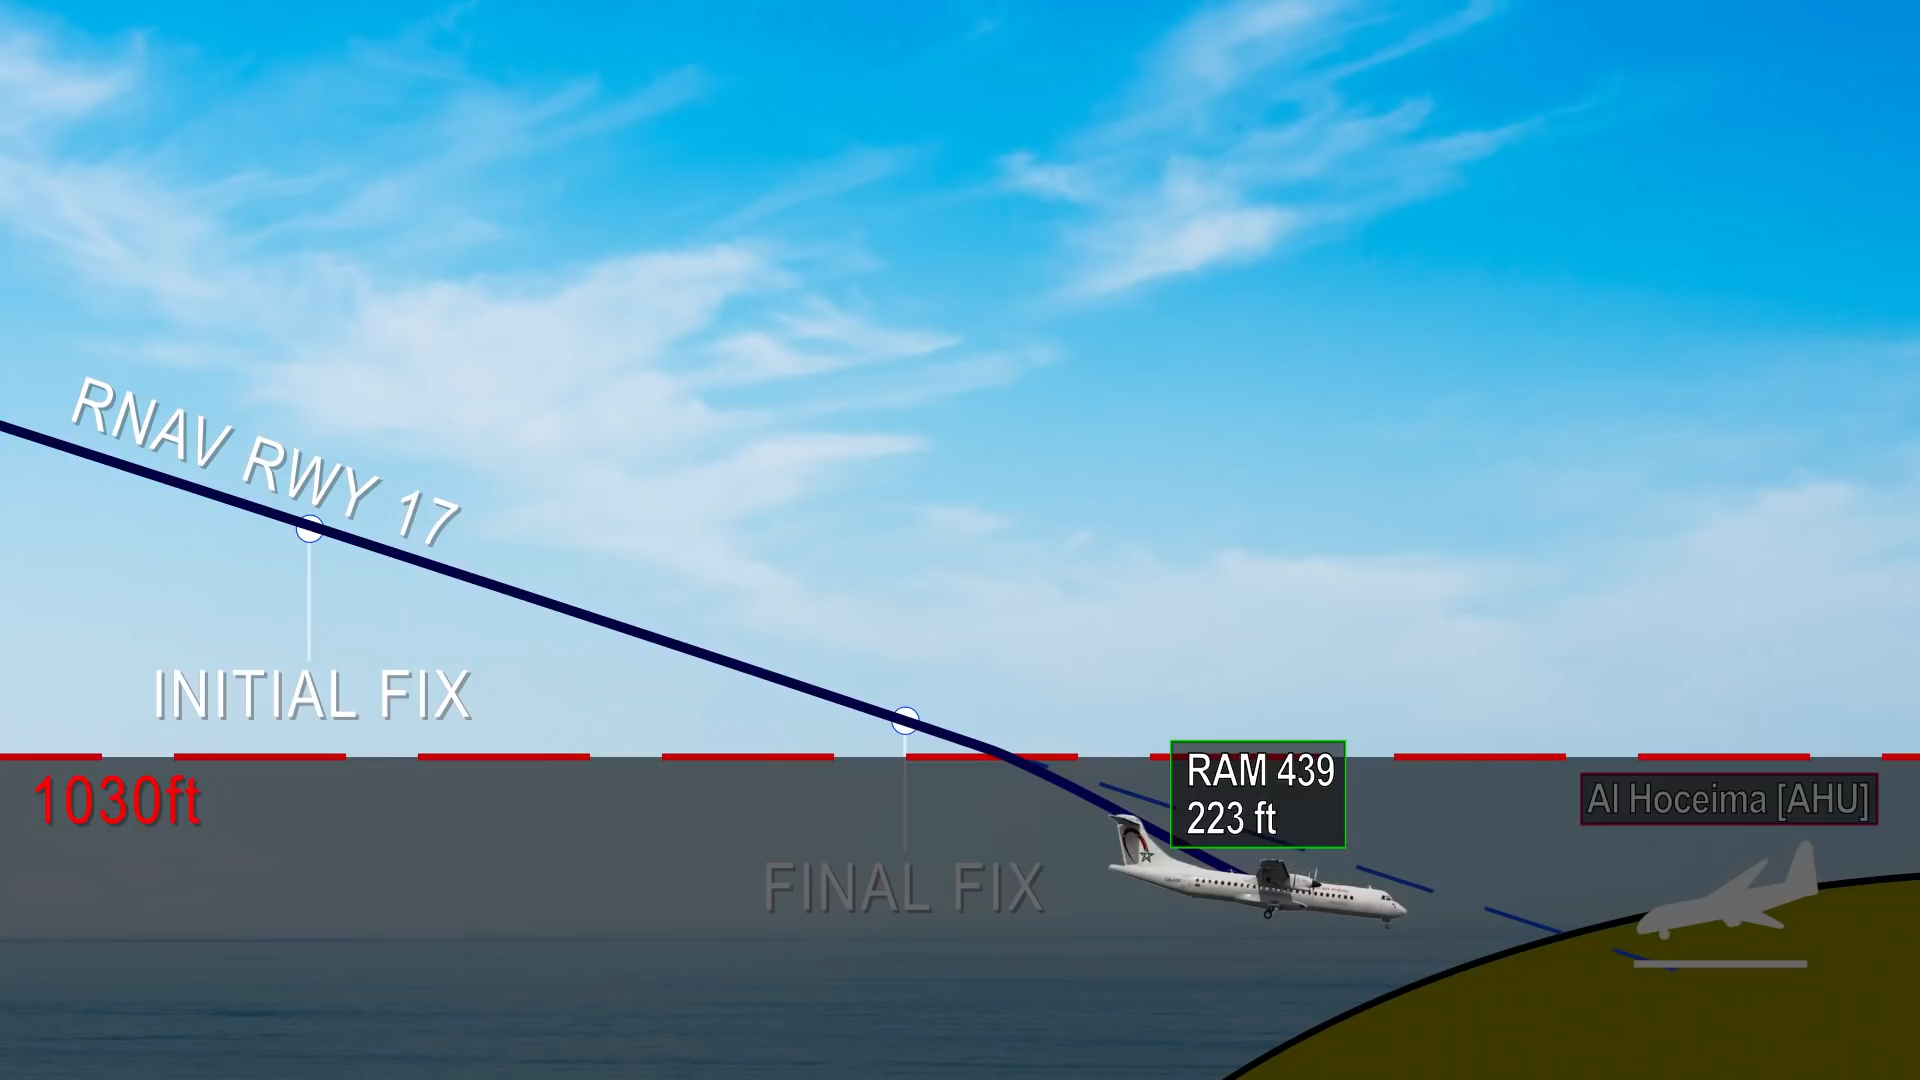 RNAV RWY 17
INITIAL FIX
1030ft
RAM 439
223 ft
Al Hoceima [AHU]
FINAL FIX